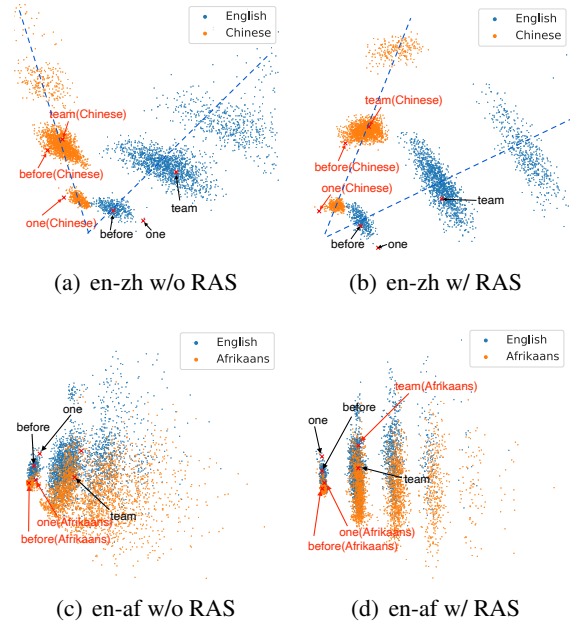 English
Chinese
team(Chinese)
before(Chinese)
one(Chinese)
team
before
one
(a) en-zh w/o RAS
English
Chinese
team(Chinese)
before(Chinese)
one(Chinese)
team
before
one
(b) en-zh w/ RAS
English
Afrikaans
one
before
team
one(Afrikaans)
before(Afrikaans)
(c) en-af w/o RAS
English
Afrikaans
team(Afrikaans)
before
one
team
one(Afrikaans)
before(Afrikaans)
(d) en-af w/ RAS